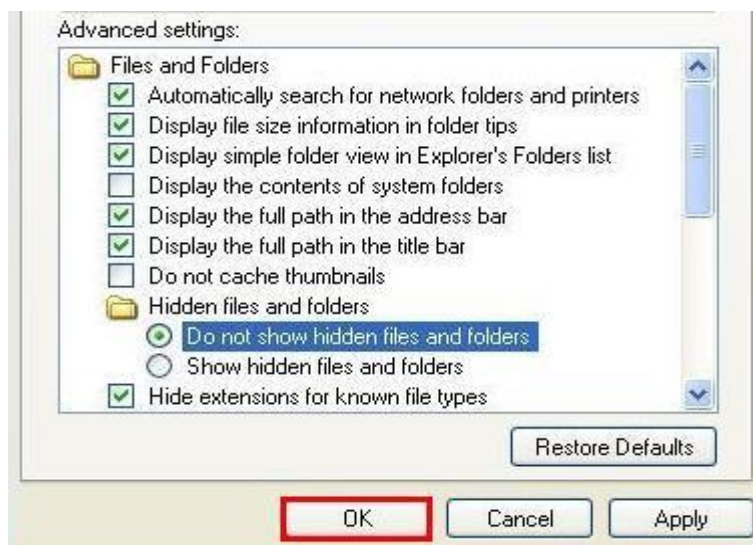 Advanced settings:
Files and Folders
Automatically search for network folders and printers
Display file size information in folder tips
Display simple folder view in Explorer's Folders list
Display the contents of system folders
Display the full path in the address bar
Display the full path in the title bar
Do not cache thumbnails
Hidden files and folders
Do not show hidden files and folders
Show hidden files and folders
Hide extensions for known file types
Restore Defaults
OK Cancel Apply